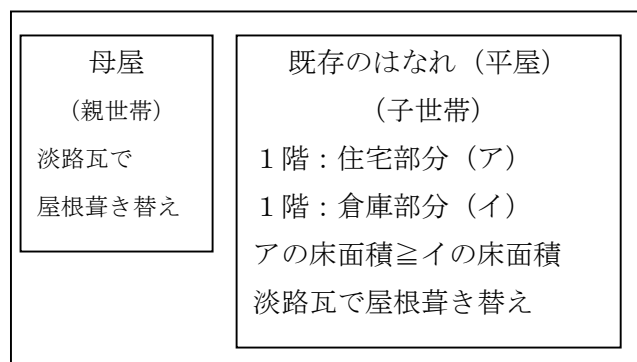 母屋
（親世帯）
淡路瓦で
屋根葺き替え
既存のはなれ（平屋）
（子世帯）
１階：住宅部分（ア）
１階：倉庫部分（イ）
アの床面積≧イの床面積
淡路瓦で屋根葺き替え